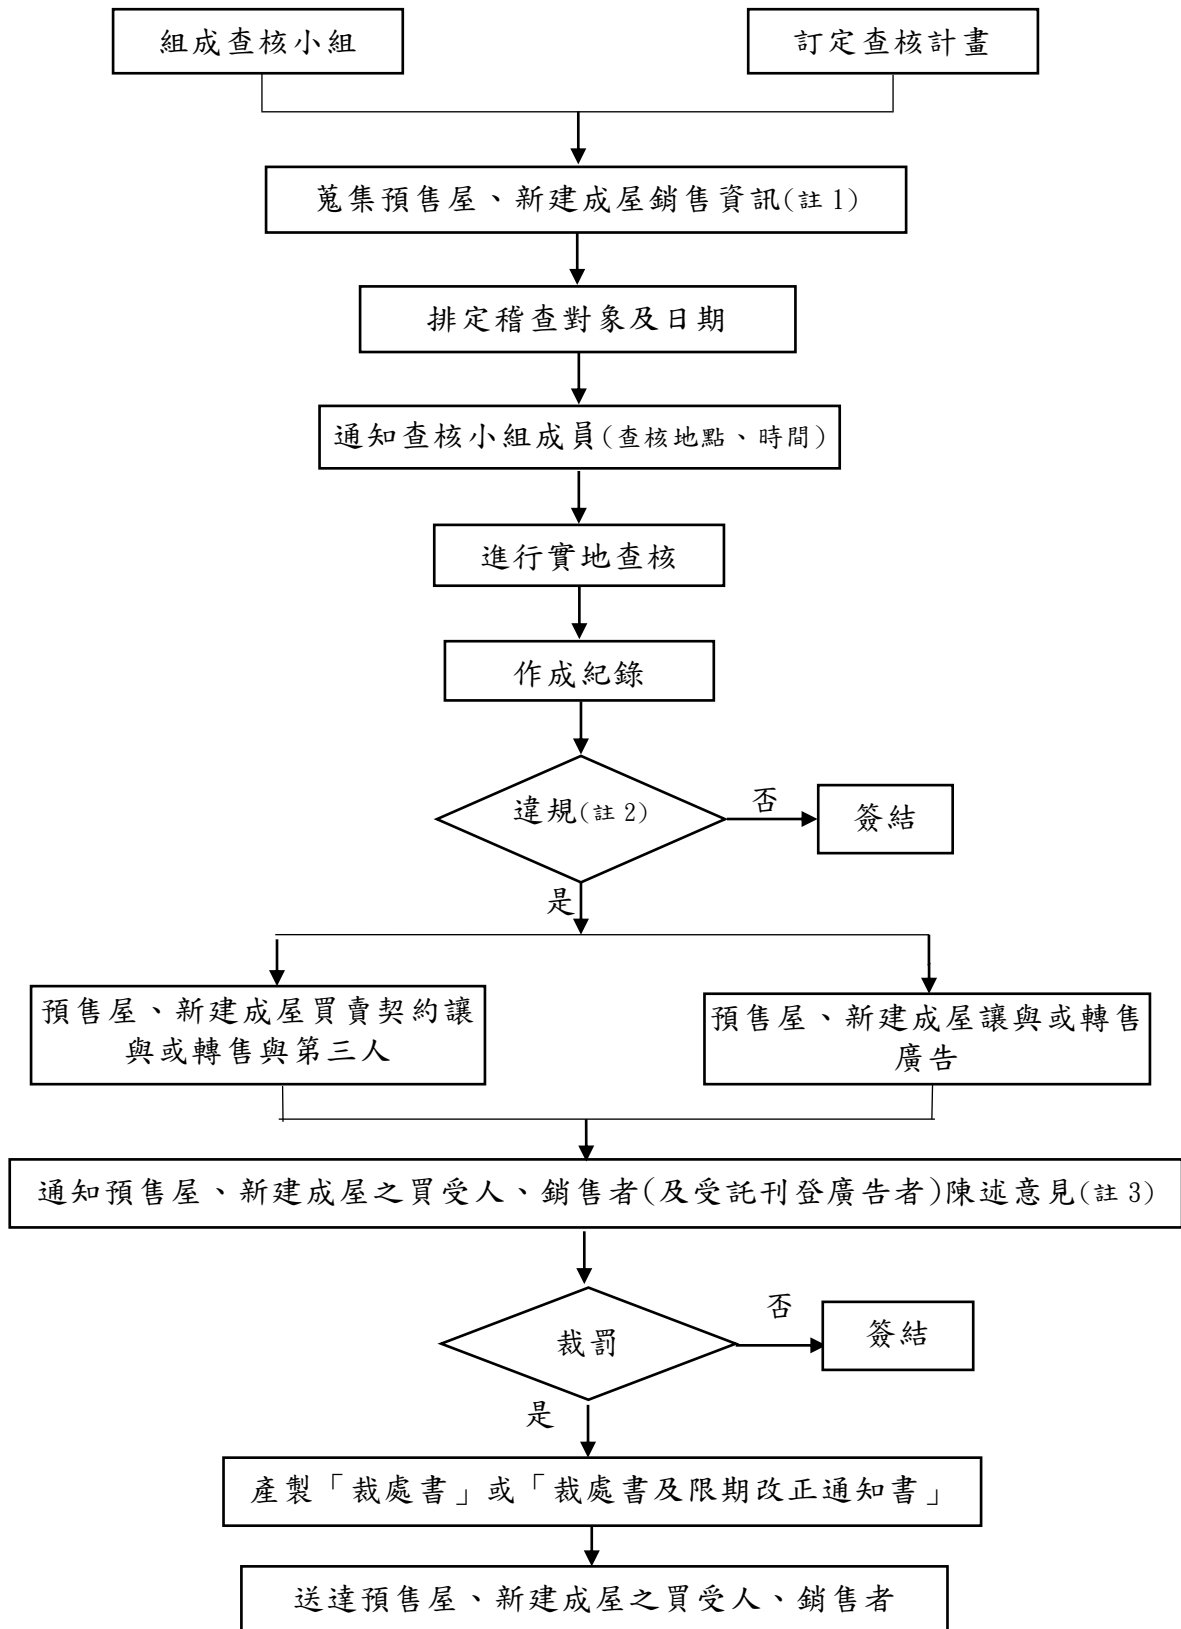 組成查核小組
訂定查核計畫
蒐集預售屋、新建成屋銷售資訊(註 1)
排定稽查對象及日期
通知查核小組成員(查核地點、時間)
進行實地查核
作成紀錄
違規(註 2)
否
簽結
是
預售屋、新建成屋買賣契約讓
與或轉售與第三人
預售屋、新建成屋讓與或轉售
廣告
通知預售屋、新建成屋之買受人、銷售者(及受託刊登廣告者)陳述意見(註 3)
裁罰
否
簽結
是
產製「裁處書」或「裁處書及限期改正通知書」
送達預售屋、新建成屋之買受人、銷售者